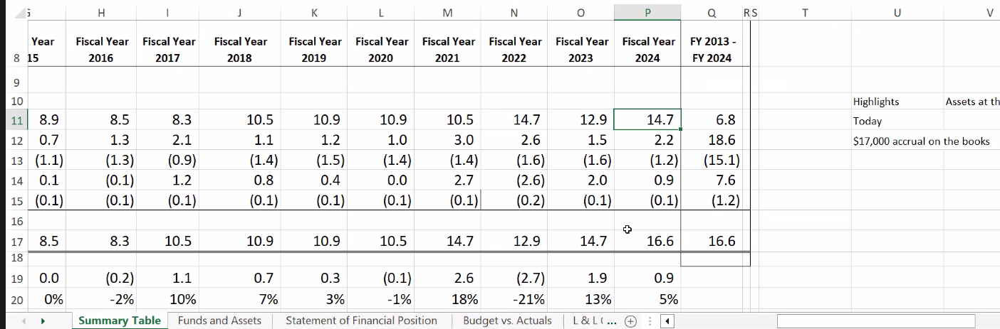 G H I J K L M N O P Q R S T U V
Year Fiscal Year Fiscal Year Fiscal Year Fiscal Year Fiscal Year Fiscal Year Fiscal Year Fiscal Year Fiscal Year FY 2013 -
8 15 2016 2017 2018 2019 2020 2021 2022 2023 2024 FY 2024
9
10 Highlights Assets at th
11 8.9 8.5 8.3 10.5 10.9 10.9 10.5 14.7 12.9 14.7 6.8 Today
12 0.7 1.3 2.1 1.1 1.2 1.0 3.0 2.6 1.5 2.2 18.6 $17,000 accrual on the books
13 (1.1) (1.3) (0.9) (1.4) (1.5) (1.4) (1.4) (1.6) (1.6) (1.2) (15.1)
14 0.1 (0.1) 1.2 0.8 0.4 0.0 2.7 (2.6) 2.0 0.9 7.6
15 (0.1) (0.1) (0.1) (0.1) (0.1) (0.1) (0.1) (0.2) (0.1) (0.1) (1.2)
16
17 8.5 8.3 10.5 10.9 10.9 10.5 14.7 12.9 14.7 16.6 16.6
18
19 0.0 (0.2) 1.1 0.7 0.3 (0.1) 2.6 (2.7) 1.9 0.9
20 0% -2% 10% 7% 3% -1% 18% -21% 13% 5%
Summary Table Funds and Assets Statement of Financial Position Budget vs. Actuals L & L ...